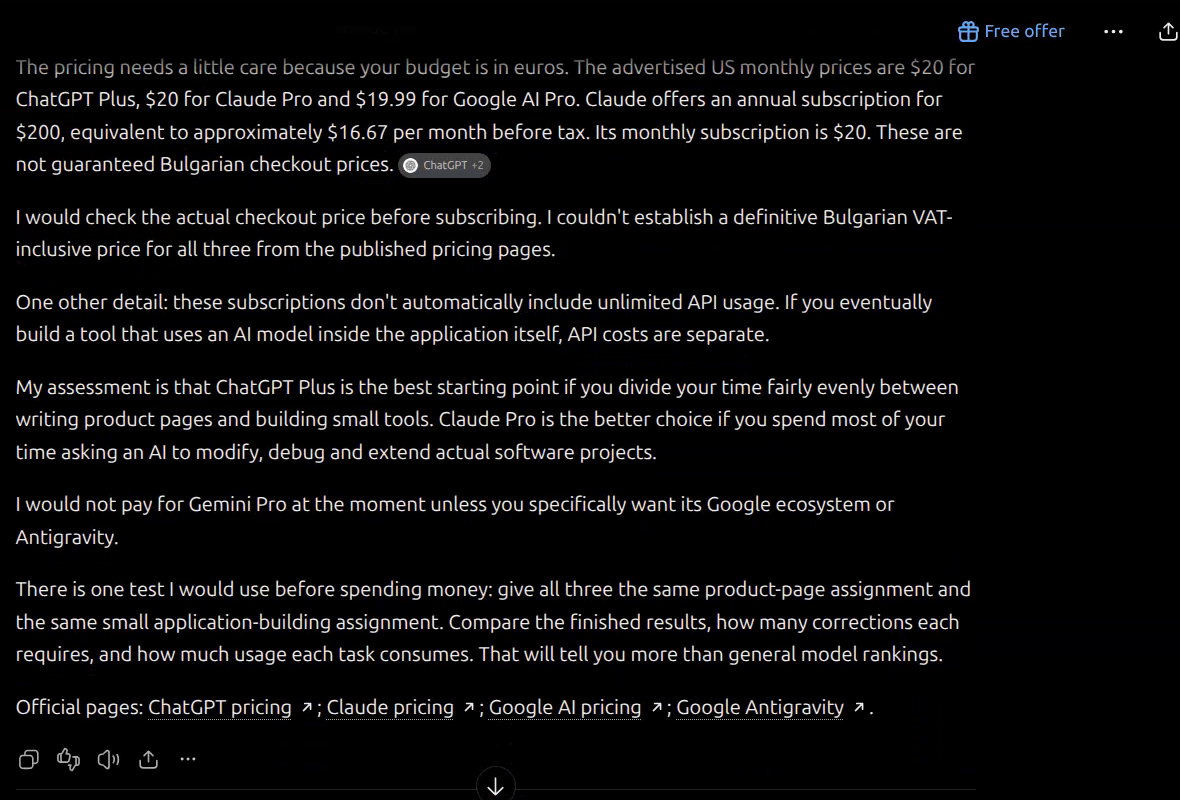 Free offer
The pricing needs a little care because your budget is in euros. The advertised US monthly prices are $20 for
ChatGPT Plus, $20 for Claude Pro and $19.99 for Google AI Pro. Claude offers an annual subscription for
$200, equivalent to approximately $16.67 per month before tax. Its monthly subscription is $20. These are
not guaranteed Bulgarian checkout prices. ChatGPT +2
I would check the actual checkout price before subscribing. I couldn't establish a definitive Bulgarian VAT-
inclusive price for all three from the published pricing pages.
One other detail: these subscriptions don't automatically include unlimited API usage. If you eventually
build a tool that uses an AI model inside the application itself, API costs are separate.
My assessment is that ChatGPT Plus is the best starting point if you divide your time fairly evenly between
writing product pages and building small tools. Claude Pro is the better choice if you spend most of your
time asking an AI to modify, debug and extend actual software projects.
I would not pay for Gemini Pro at the moment unless you specifically want its Google ecosystem or
Antigravity.
There is one test I would use before spending money: give all three the same product-page assignment and
the same small application-building assignment. Compare the finished results, how many corrections each
requires, and how much usage each task consumes. That will tell you more than general model rankings.
Official pages: ChatGPT pricing ↗ ; Claude pricing ↗ ; Google AI pricing ↗ ; Google Antigravity ↗ .